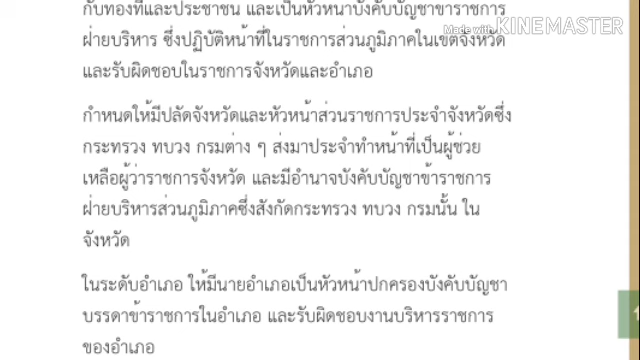 กับท้องที่และประชาชน และเป็นหัวหน้าบังคับบัญชาข้าราชการ
Made with KINEMASTER
ฝ่ายบริหาร ซึ่งปฏิบัติหน้าที่ในราชการส่วนภูมิภาคในเขตจังหวัด
และรับผิดชอบในราชการจังหวัดและอำเภอ
กำหนดให้มีปลัดจังหวัดและหัวหน้าส่วนราชการประจำจังหวัดซึ่ง
กระทรวง ทบวง กรมต่าง ๆ ส่งมาประจำทำหน้าที่เป็นผู้ช่วย
เหลือผู้ว่าราชการจังหวัด และมีอำนาจบังคับบัญชาข้าราชการ
ฝ่ายบริหารส่วนภูมิภาคซึ่งสังกัดกระทรวง ทบวง กรมนั้น ใน
จังหวัด
ในระดับอำเภอ ให้มีนายอำเภอเป็นหัวหน้าปกครองบังคับบัญชา
บรรดาข้าราชการในอำเภอ และรับผิดชอบงานบริหารราชการ
ของอำเภอ